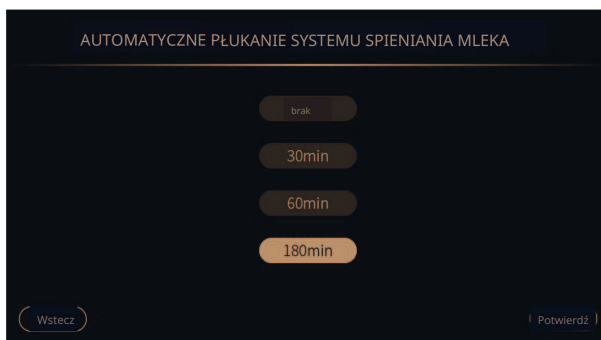 AUTOMATYCZNE PŁUKANIE SYSTEMU SPIENIANIA MLEKA
brak
30min
60min
180min
Wstecz
Potwierdź